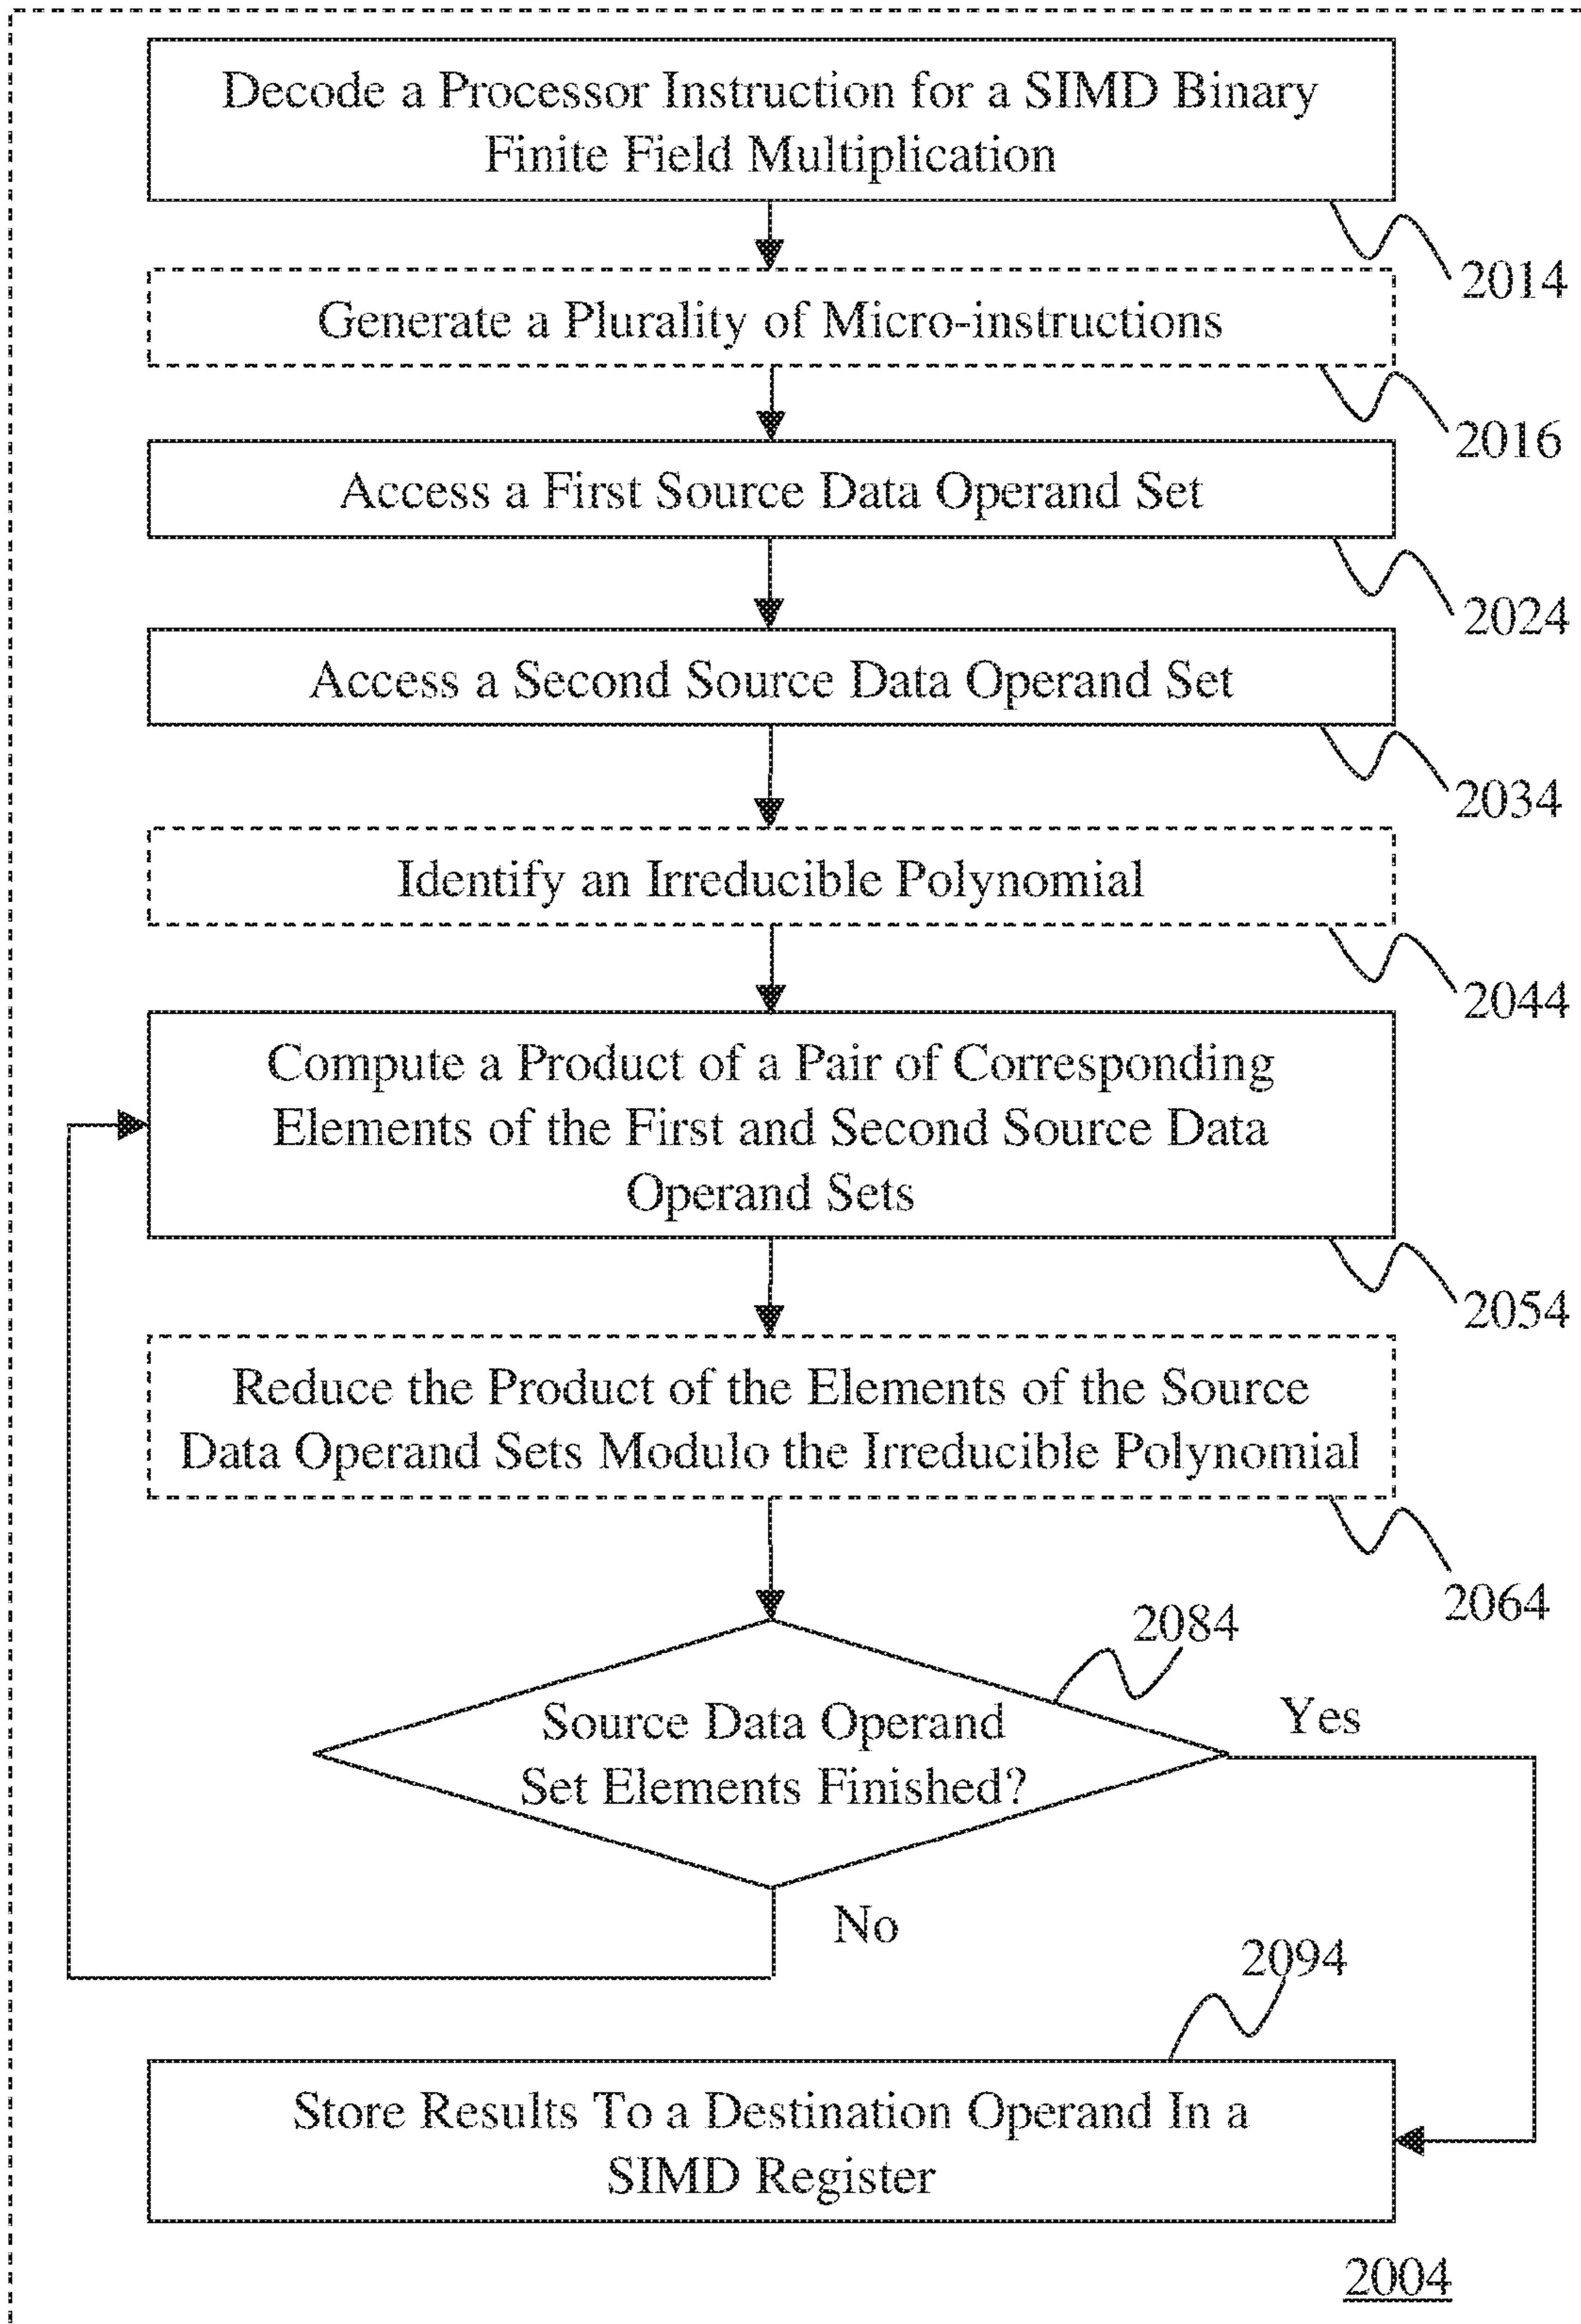 Decode a Processor Instruction for a SIMD Binary
Finite Field Multiplication
2014
Generate a Plurality of Micro-instructions
2016
Access a First Source Data Operand Set
2024
Access a Second Source Data Operand Set
2034
Identify an Irreducible Polynomial
2044
Compute a Product of a Pair of Corresponding
Elements of the First and Second Source Data
Operand Sets
2054
Reduce the Product of the Elements of the Source
Data Operand Sets Modulo the Irreducible Polynomial
2064
2084
Source Data Operand
Set Elements Finished?
Yes
No
2094
Store Results To a Destination Operand In a
SIMD Register
2004